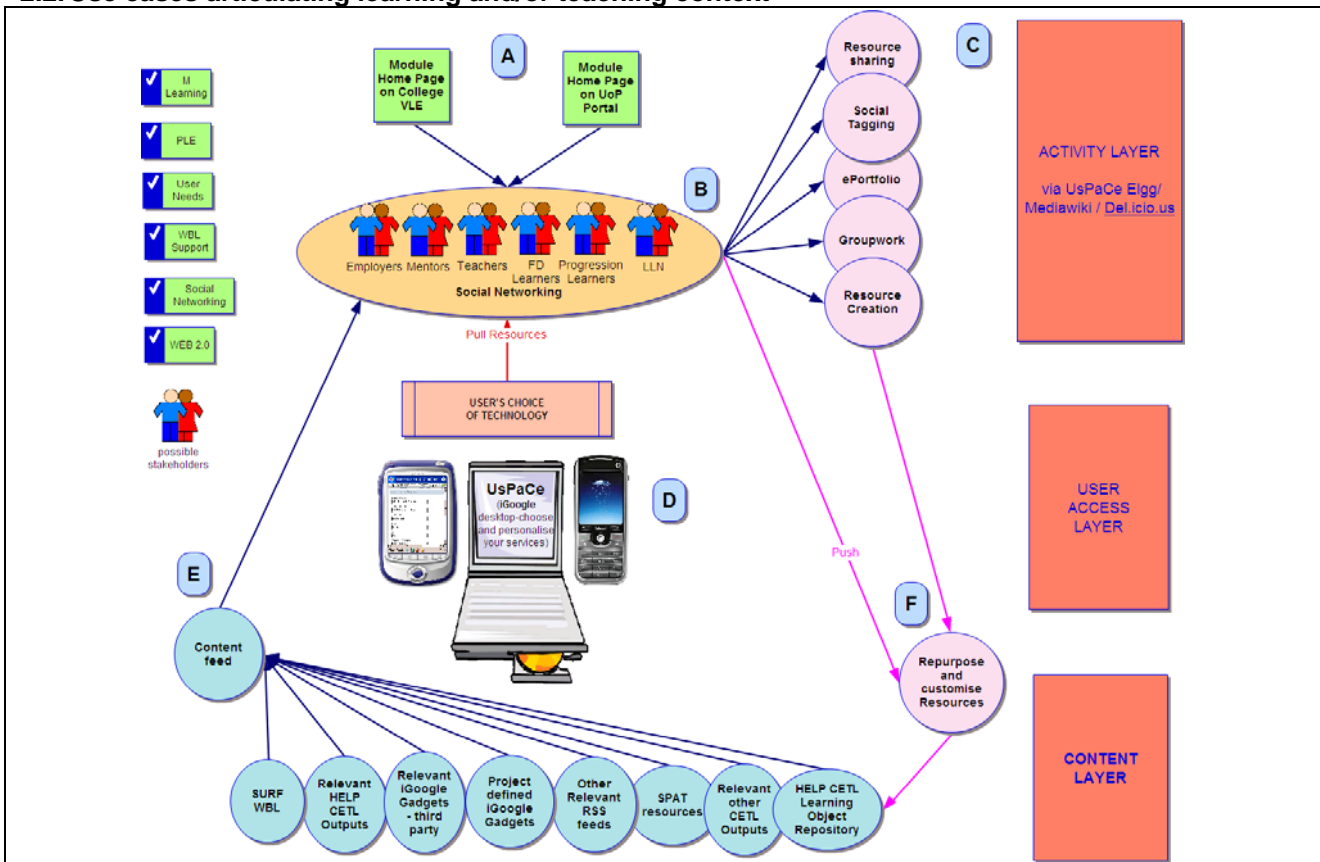 2.2. Use cases articulating learning and/or teaching context
A
C
M
Learning
PLE
User
Needs
WBL
Support
Social
Networking
WEB 2.0
possible
stakeholders
Module
Home Page
on College
VLE
Module
Home Page
on UoP
Portal
B
Employers
Mentors
Teachers
FD
Learners
Progression
Learners
LLN
Social Networking
Resource
sharing
Social
Tagging
ePortfolio
Groupwork
Resource
Creation
ACTIVITY LAYER
via UsPaCe Elgg/
Mediawiki / Del.icio.us
Pull Resources
USER'S CHOICE
OF TECHNOLOGY
UsPaCe
(iGoogle
desktop-choose
and personalise
your services)
D
USER
ACCESS
LAYER
Push
E
Content
feed
F
Repurpose
and
customise
Resources
CONTENT
LAYER
SURF
WBL
Relevant
HELP
CETL
Outputs
Relevant
iGoogle
Gadgets
- third
party
Project
defined
iGoogle
Gadgets
Other
Relevant
RSS
feeds
SPAT
resources
Relevant
other
CETL
Outputs
HELP CETL
Learning
Object
Repository